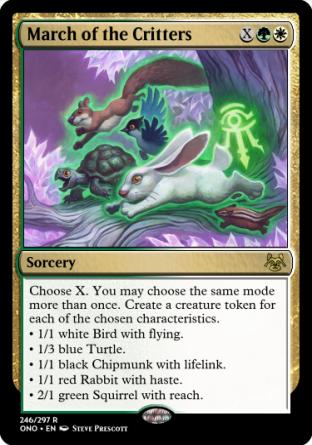 March of the Critters X
Sorcery
Choose X. You may choose the same mode
more than once. Create a creature token for
each of the chosen characteristics.
• 1/1 white Bird with flying.
• 1/3 blue Turtle.
• 1/1 black Chipmunk with lifelink.
• 1/1 red Rabbit with haste.
• 2/1 green Squirrel with reach.
246/297 R
ONO • EN STEVE PRESCOTT